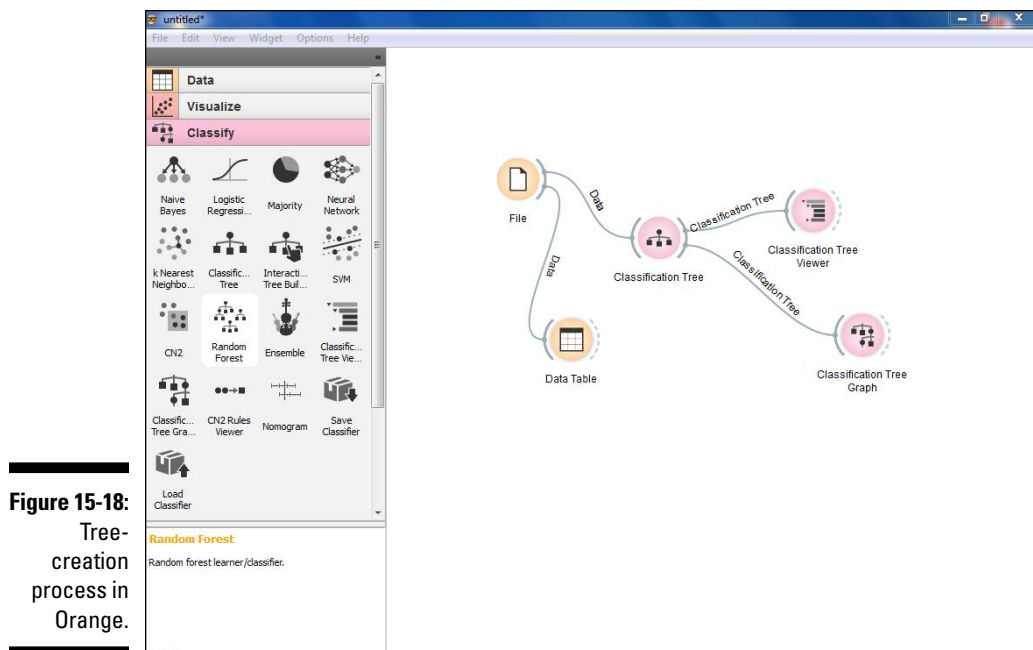 untitled*
File Edit View Widget Options Help
Data
Visualize
Classify
Naive
Bayes
Logistic
Regressi...
Majority
Neural
Network
k Nearest
Neighbo...
Classific...
Tree
Interacti...
Tree Buil...
SVM
CN2
Random
Forest
Ensemble
Classific...
Tree Vie...
Classific...
Tree Gra...
CN2 Rules
Viewer
Nomogram
Save
Classifier
Load
Classifier
Random Forest
Random forest learner/classifier.
File
Data
Data
Data Table
Classification Tree
Classification Tree
Classification Tree
Classification Tree
Viewer
Classification Tree
Graph
Figure 15-18:
Tree-
creation
process in
Orange.